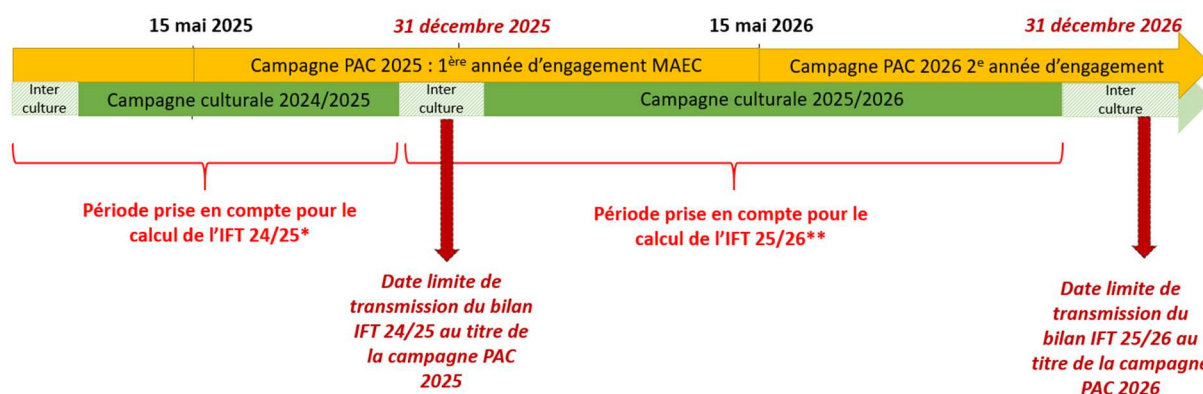 15 mai 2025
31 décembre 2025
15 mai 2026
31 décembre 2026
Campagne PAC 2025 : 1ère année d'engagement MAEC
Campagne PAC 2026 2e année d'engagement
Inter
culture
Campagne culturale 2024/2025
Inter
culture
Campagne culturale 2025/2026
Inter
culture
Période prise en compte pour le
calcul de l'IFT 24/25*
Période prise en compte pour le
calcul de l'IFT 25/26**
Date limite de
transmission du bilan
IFT 24/25 au titre de
la campagne PAC
2025
Date limite de
transmission du
bilan IFT 25/26 au
titre de la campagne
PAC 2026